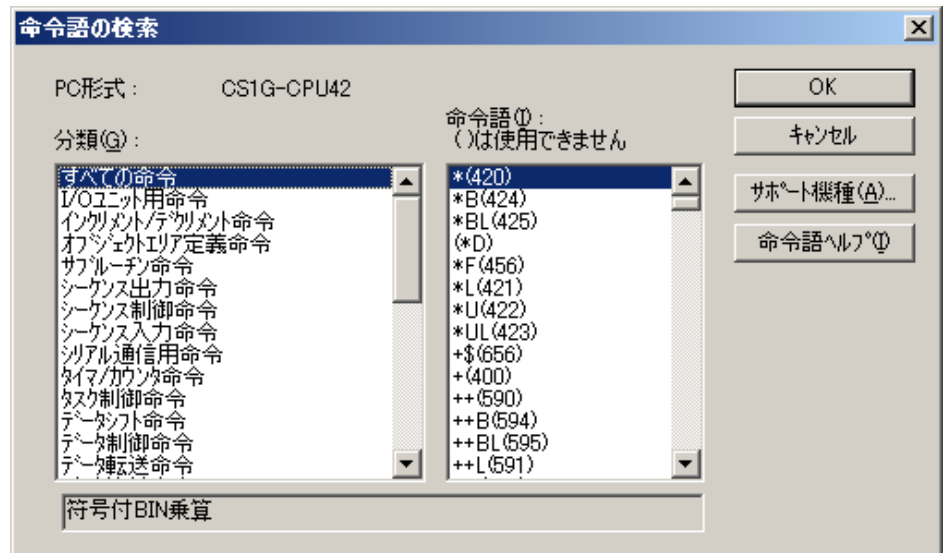 命令語の検索
PC形式： CS1G-CPU42
分類(G)：
命令語(I)：
()は使用できません
すべての命令
I/Oユニット用命令
インクリメント/デクリメント命令
オブジェクトエリア定義命令
サブルーチン命令
シーケンス出力命令
シーケンス制御命令
シーケンス入力命令
シリアル通信用命令
タイマ/カウンタ命令
タスク制御命令
データシフト命令
データ制御命令
データ転送命令
*(420)
*B(424)
*BL(425)
(*D)
*F(456)
*L(421)
*U(422)
*UL(423)
+$(656)
+(400)
++(590)
++B(594)
++BL(595)
++L(591)
OK
キャンセル
サポート機種(A)...
命令語ヘルプ(I)
符号付BIN乗算